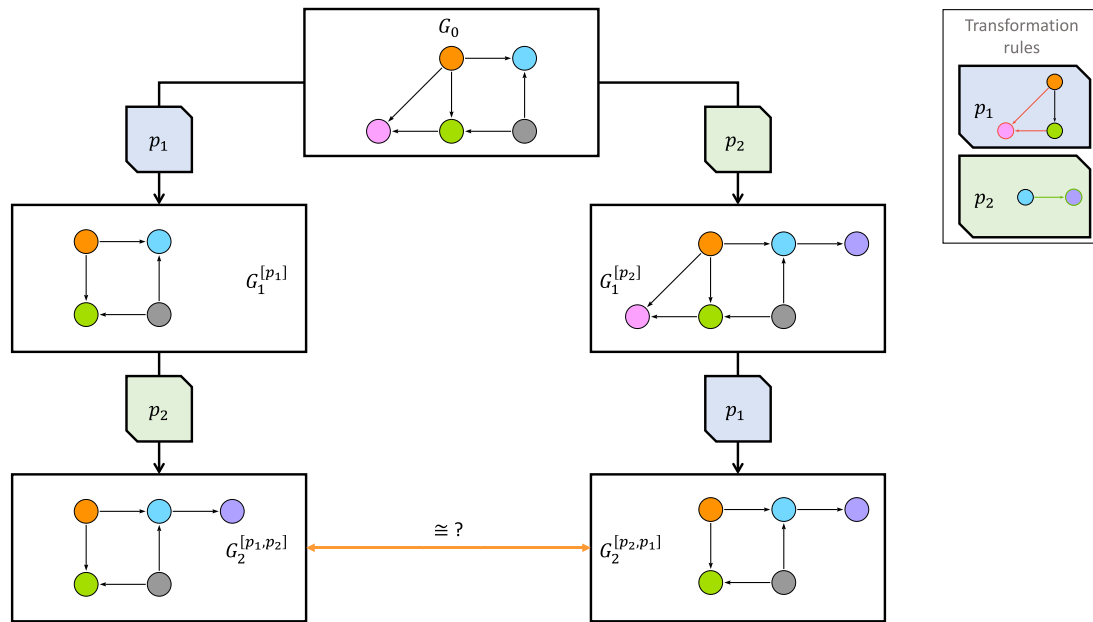 G₀
Transformation
rules
p₁
p₂
p₁
p₂
G₁^[p₁]
G₁^[p₂]
p₂
p₁
G₂^[p₁,p₂]
≅ ?
G₂^[p₂,p₁]